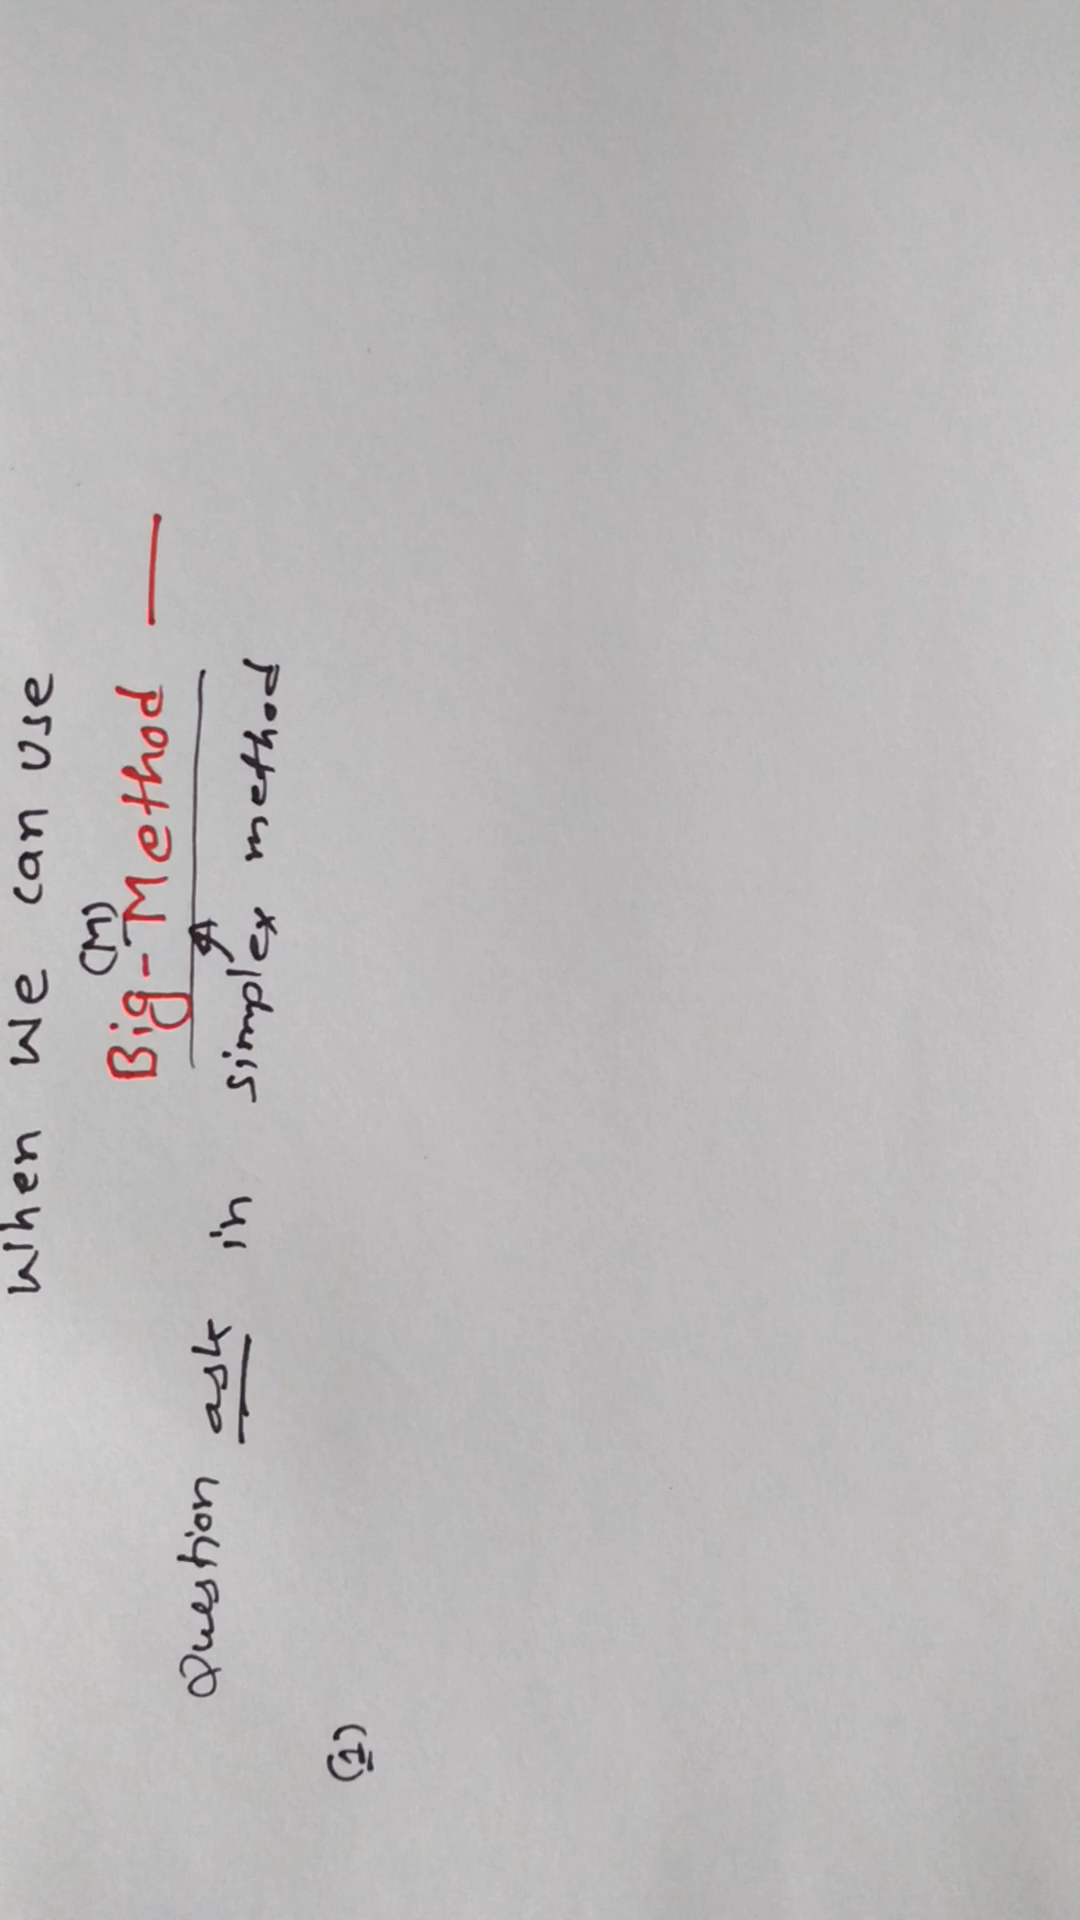 When we can use
(M)
Big-Method —
Question ask in simplex method
(1)